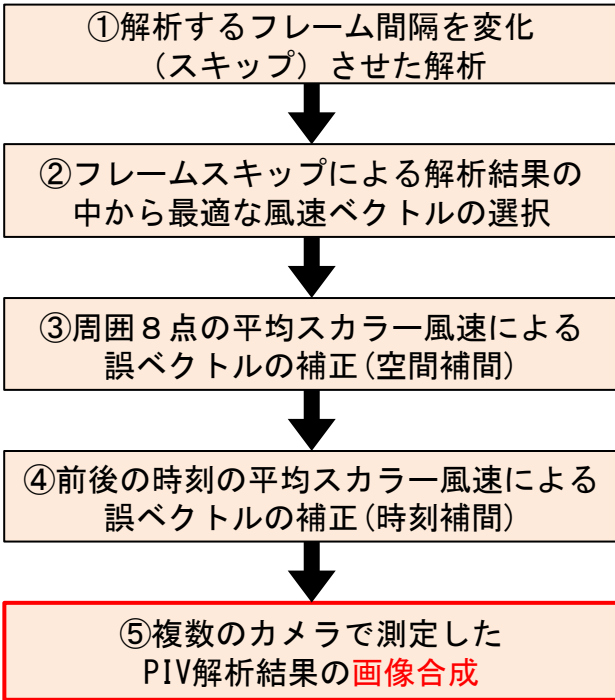 ①解析するフレーム間隔を変化
（スキップ）させた解析
②フレームスキップによる解析結果の
中から最適な風速ベクトルの選択
③周囲８点の平均スカラー風速による
誤ベクトルの補正(空間補間)
④前後の時刻の平均スカラー風速による
誤ベクトルの補正(時刻補間)
⑤複数のカメラで測定した
PIV解析結果の画像合成